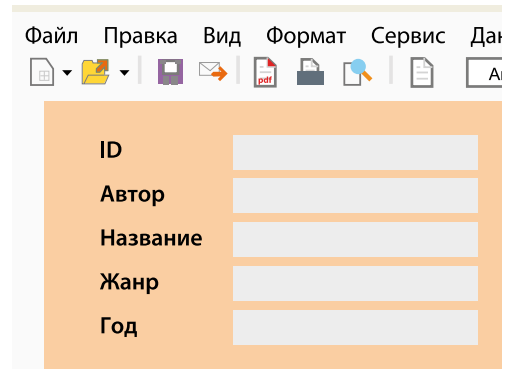 Файл Правка Вид Формат Сервис
pdf
ID
Автор
Название
Жанр
Год